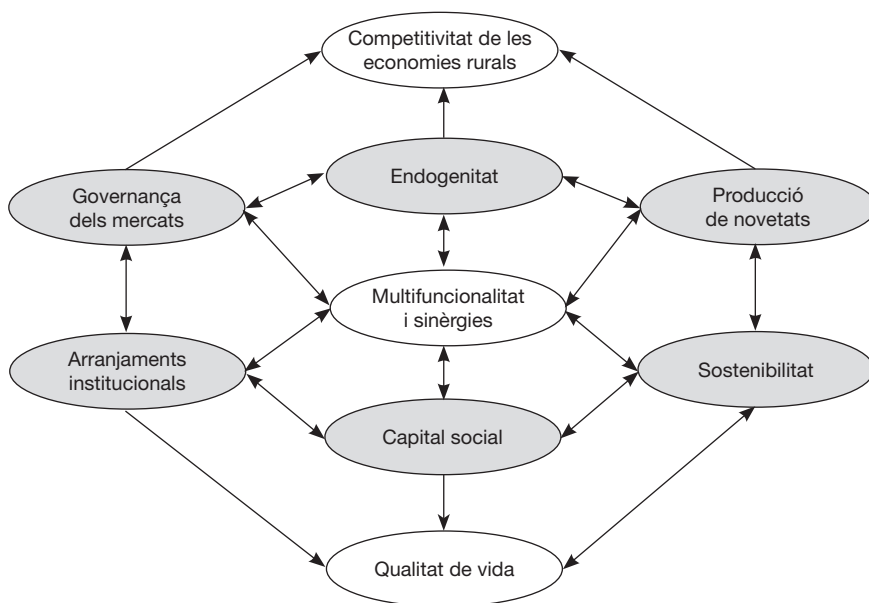 Competitivitat de les
economies rurals
Endogenitat
Governança
dels mercats
Producció
de novetats
Multifuncionalitat
i sinèrgies
Arranjaments
institucionals
Sostenibilitat
Capital social
Qualitat de vida